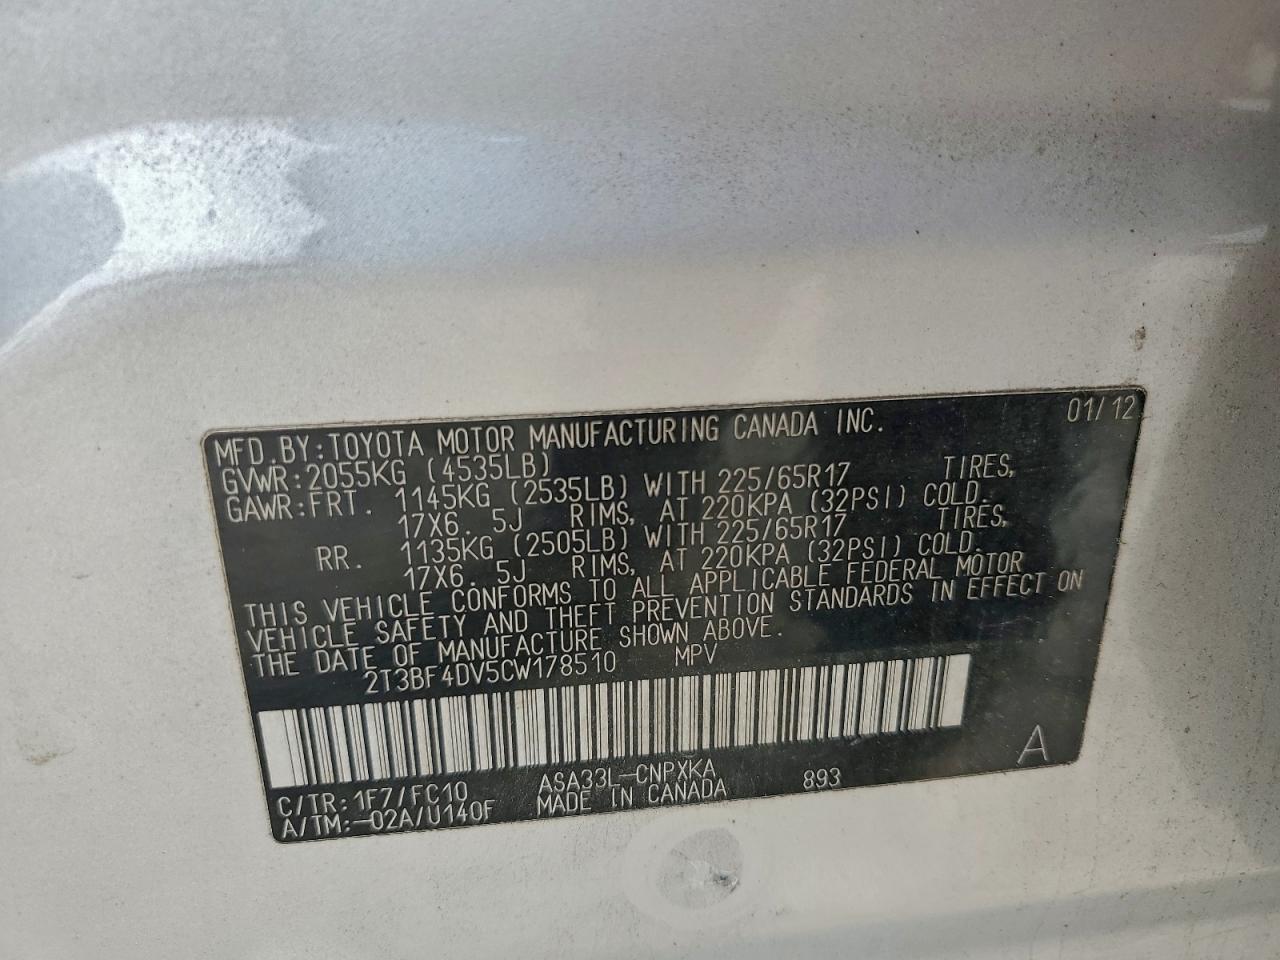 MFD.BY:TOYOTA MOTOR MANUFACTURING CANADA INC. 01/12
GVWR:2055KG (4535LB)
GAWR:FRT. 1145KG (2535LB) WITH 225/65R17 TIRES,
17X6.5J RIMS, AT 220KPA (32PSI) COLD.
RR. 1135KG (2505LB) WITH 225/65R17 TIRES,
17X6.5J RIMS, AT 220KPA (32PSI) COLD.
THIS VEHICLE CONFORMS TO ALL APPLICABLE FEDERAL MOTOR
VEHICLE SAFETY AND THEFT PREVENTION STANDARDS IN EFFECT ON
THE DATE OF MANUFACTURE SHOWN ABOVE.
2T3BF4DV5CW178510 MPV
A
C/TR:1F7/FC10 ASA33L-CNPXKA 893
A/TM:-02A/U140F MADE IN CANADA